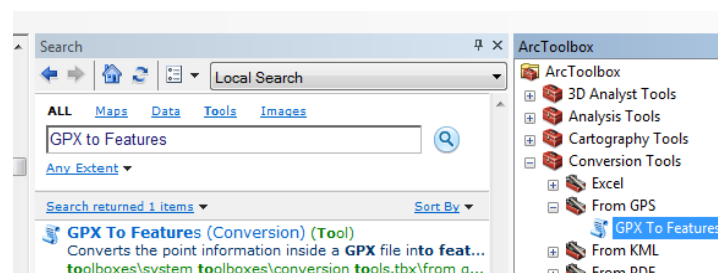 Search
Local Search
ALL Maps Data Tools Images
GPX to Features
Any Extent
Search returned 1 items Sort By
GPX To Features (Conversion) (Tool)
Converts the point information inside a GPX file into feat...
toolboxes\system toolboxes\conversion tools.tbx\from g...
ArcToolbox
ArcToolbox
3D Analyst Tools
Analysis Tools
Cartography Tools
Conversion Tools
Excel
From GPS
GPX To Features
From KML
From PDF